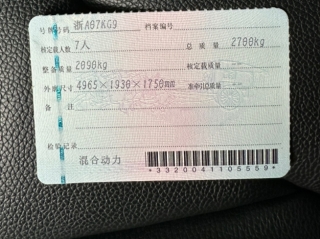 号牌号码 浙A07KG9 档案编号
核定载人数 7人 总质量 2700kg
整备质量 2090kg 核定载质量
外廓尺寸 4965×1930×1750mm 准牵引总质量 --
备注
检验记录
混合动力
*3320041105559*